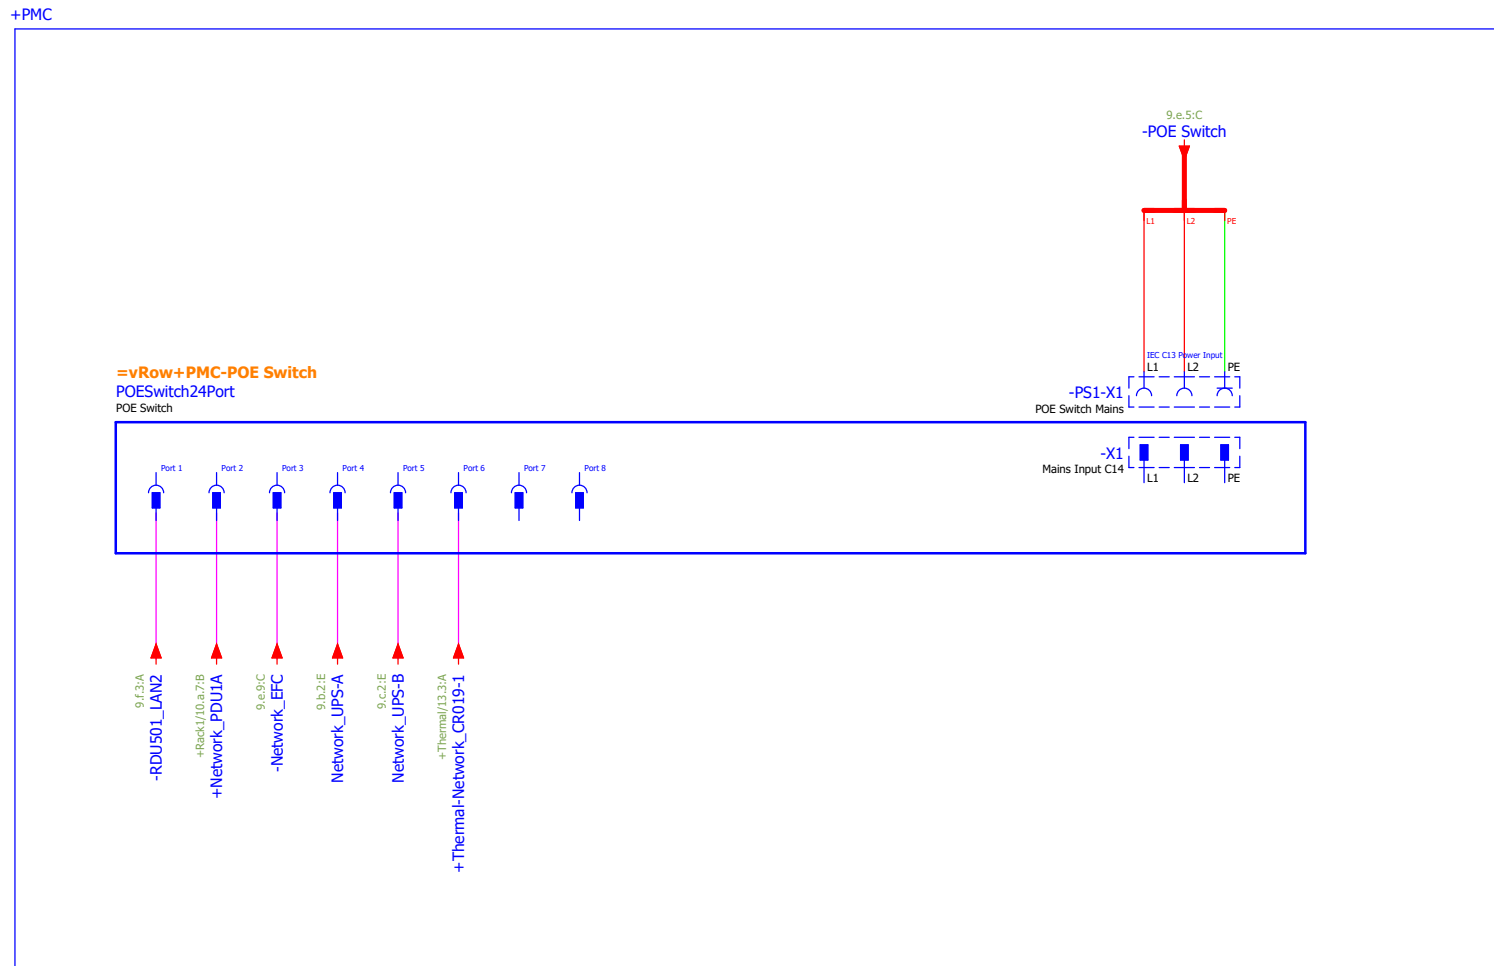 +PMC
9.e.5:C
-POE Switch
L1 L2 PE
IEC C13 Power Input
L1 L2 PE
-PS1-X1
POE Switch Mains
=vRow+PMC-POE Switch
POESwitch24Port
POE Switch
-X1
Mains Input C14
L1 L2 PE
Port 1 Port 2 Port 3 Port 4 Port 5 Port 6 Port 7 Port 8
9.f.3:A
-RDU501_LAN2
+Rack1/10.a.7:B
+Network_PDU1A
9.e.9:C
-Network_EFC
9.b.2:E
Network_UPS-A
9.c.2:E
Network_UPS-B
+Thermal/13.3:A
+Thermal-Network_CR019-1